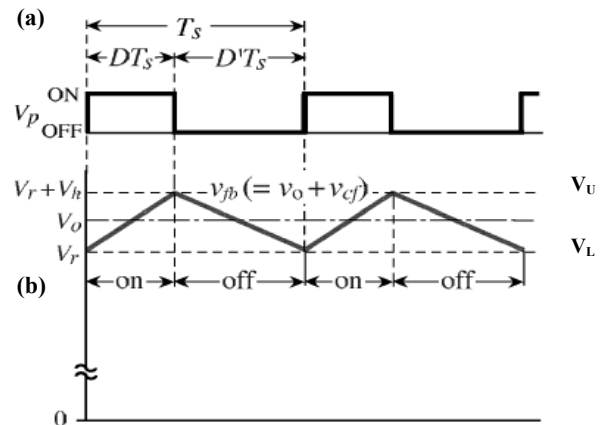 (a)
Ts
DTs D'Ts
ON
Vp
OFF
Vr + Vh vfb (= vo + vcf) VU
Vo
Vr VL
on off on off
(b)
0